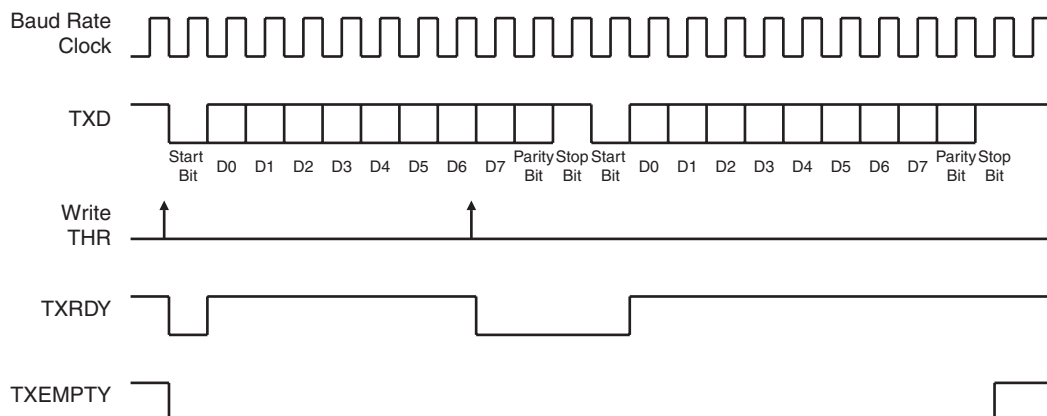 Baud Rate
Clock
TXD
Start
Bit
D0
D1
D2
D3
D4
D5
D6
D7
Parity
Bit
Stop
Bit
Start
Bit
D0
D1
D2
D3
D4
D5
D6
D7
Parity
Bit
Stop
Bit
Write
THR
TXRDY
TXEMPTY